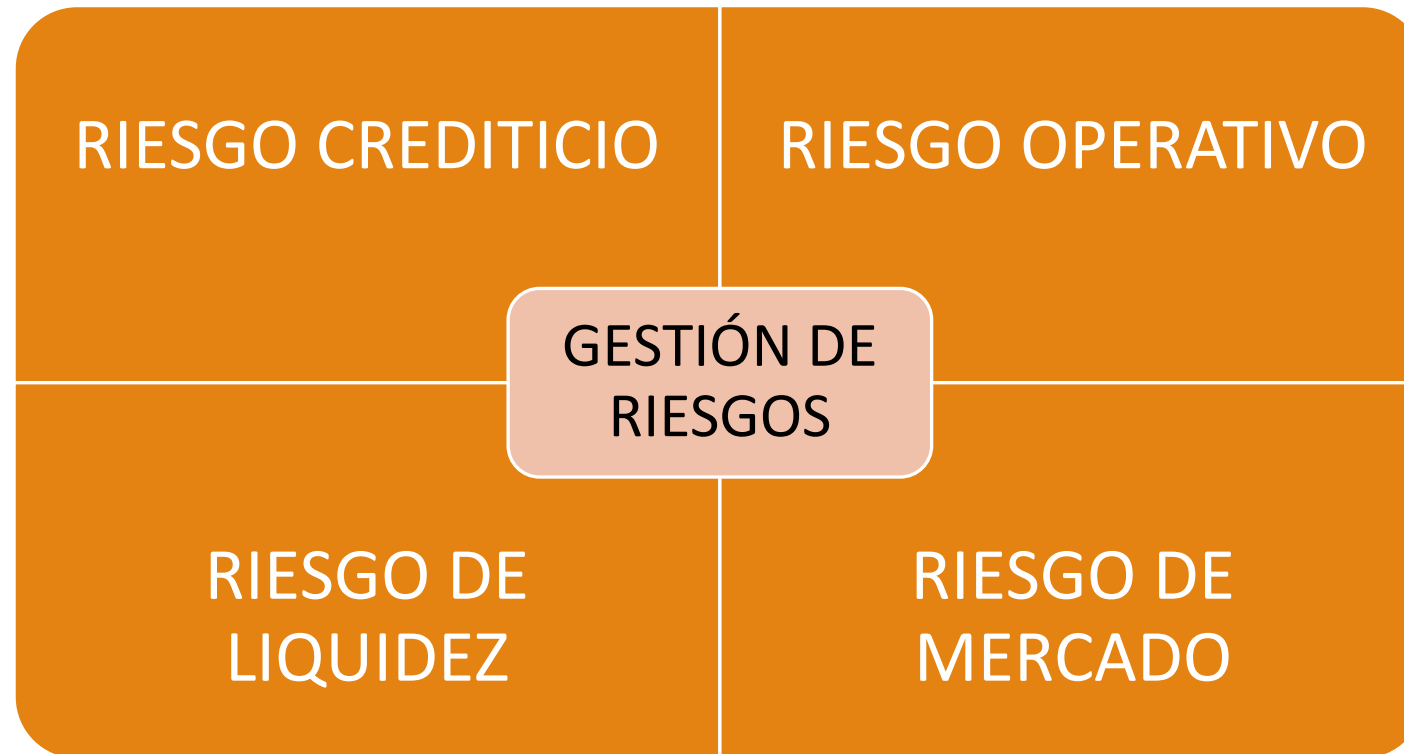 RIESGO CREDITICIO
RIESGO OPERATIVO
GESTIÓN DE
RIESGOS
RIESGO DE
LIQUIDEZ
RIESGO DE
MERCADO